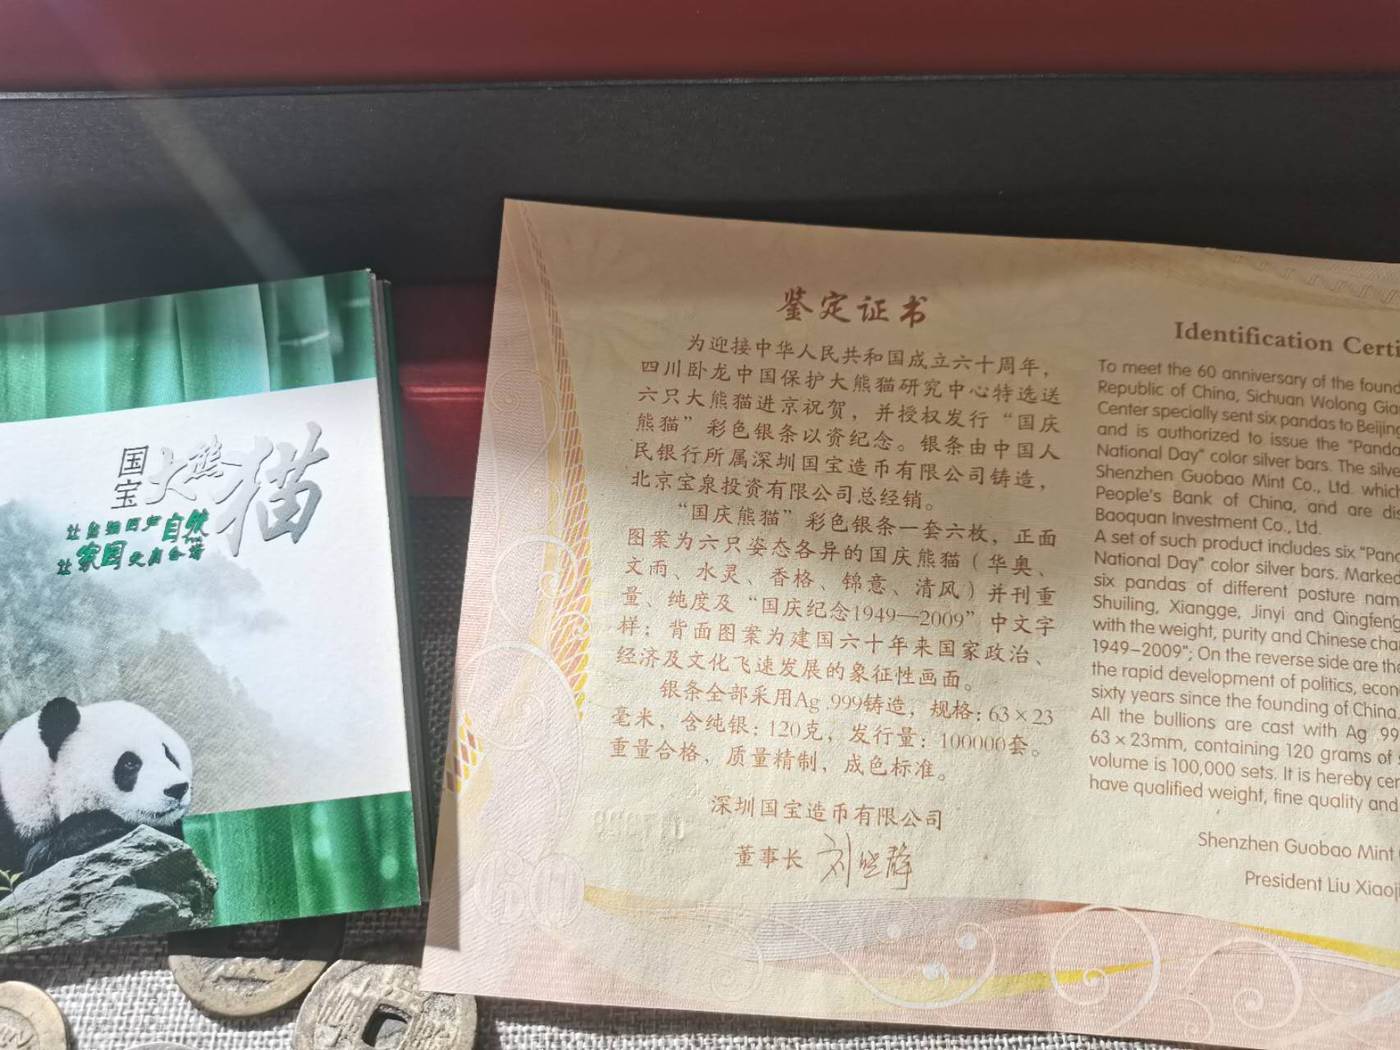 国宝大熊猫
让熊猫回归自然
让家园更加和谐
鉴定证书
为迎接中华人民共和国成立六十周年，
四川卧龙中国保护大熊猫研究中心特选送
六只大熊猫进京祝贺，并授权发行“国庆
熊猫”彩色银条以资纪念。银条由中国人
民银行所属深圳国宝造币有限公司铸造，
北京宝泉投资有限公司总经销。
“国庆熊猫”彩色银条一套六枚，正面
图案为六只姿态各异的国庆熊猫（华奥、
文雨、水灵、香格、锦意、清风）并刊重
量、纯度及“国庆纪念1949—2009”中文字
样；背面图案为建国六十年来国家政治、
经济及文化飞速发展的象征性画面。
银条全部采用Ag .999铸造，规格：63×23
毫米，含纯银：120克，发行量：100000套。
重量合格，质量精制，成色标准。
深圳国宝造币有限公司
董事长 刘晓降
Identification Certi
To meet the 60 anniversary of the found
Republic of China, Sichuan Wolong Gia
Center specially sent six pandas to Beijing
and is authorized to issue the "Panda
National Day" color silver bars. The silve
Shenzhen Guobao Mint Co., Ltd. which
People's Bank of China, and are dis
Baoquan Investment Co., Ltd.
A set of such product includes six "Pand
National Day" color silver bars. Marked
six pandas of different posture nam
Shuiling, Xiangge, Jinyi and Qingfeng
with the weight, purity and Chinese cha
1949–2009"; On the reverse side are the
the rapid development of politics, econ
sixty years since the founding of China.
All the bullions are cast with Ag .99
63×23mm, containing 120 grams of s
volume is 100,000 sets. It is hereby cer
have qualified weight, fine quality and
Shenzhen Guobao Mint
President Liu Xiaoji